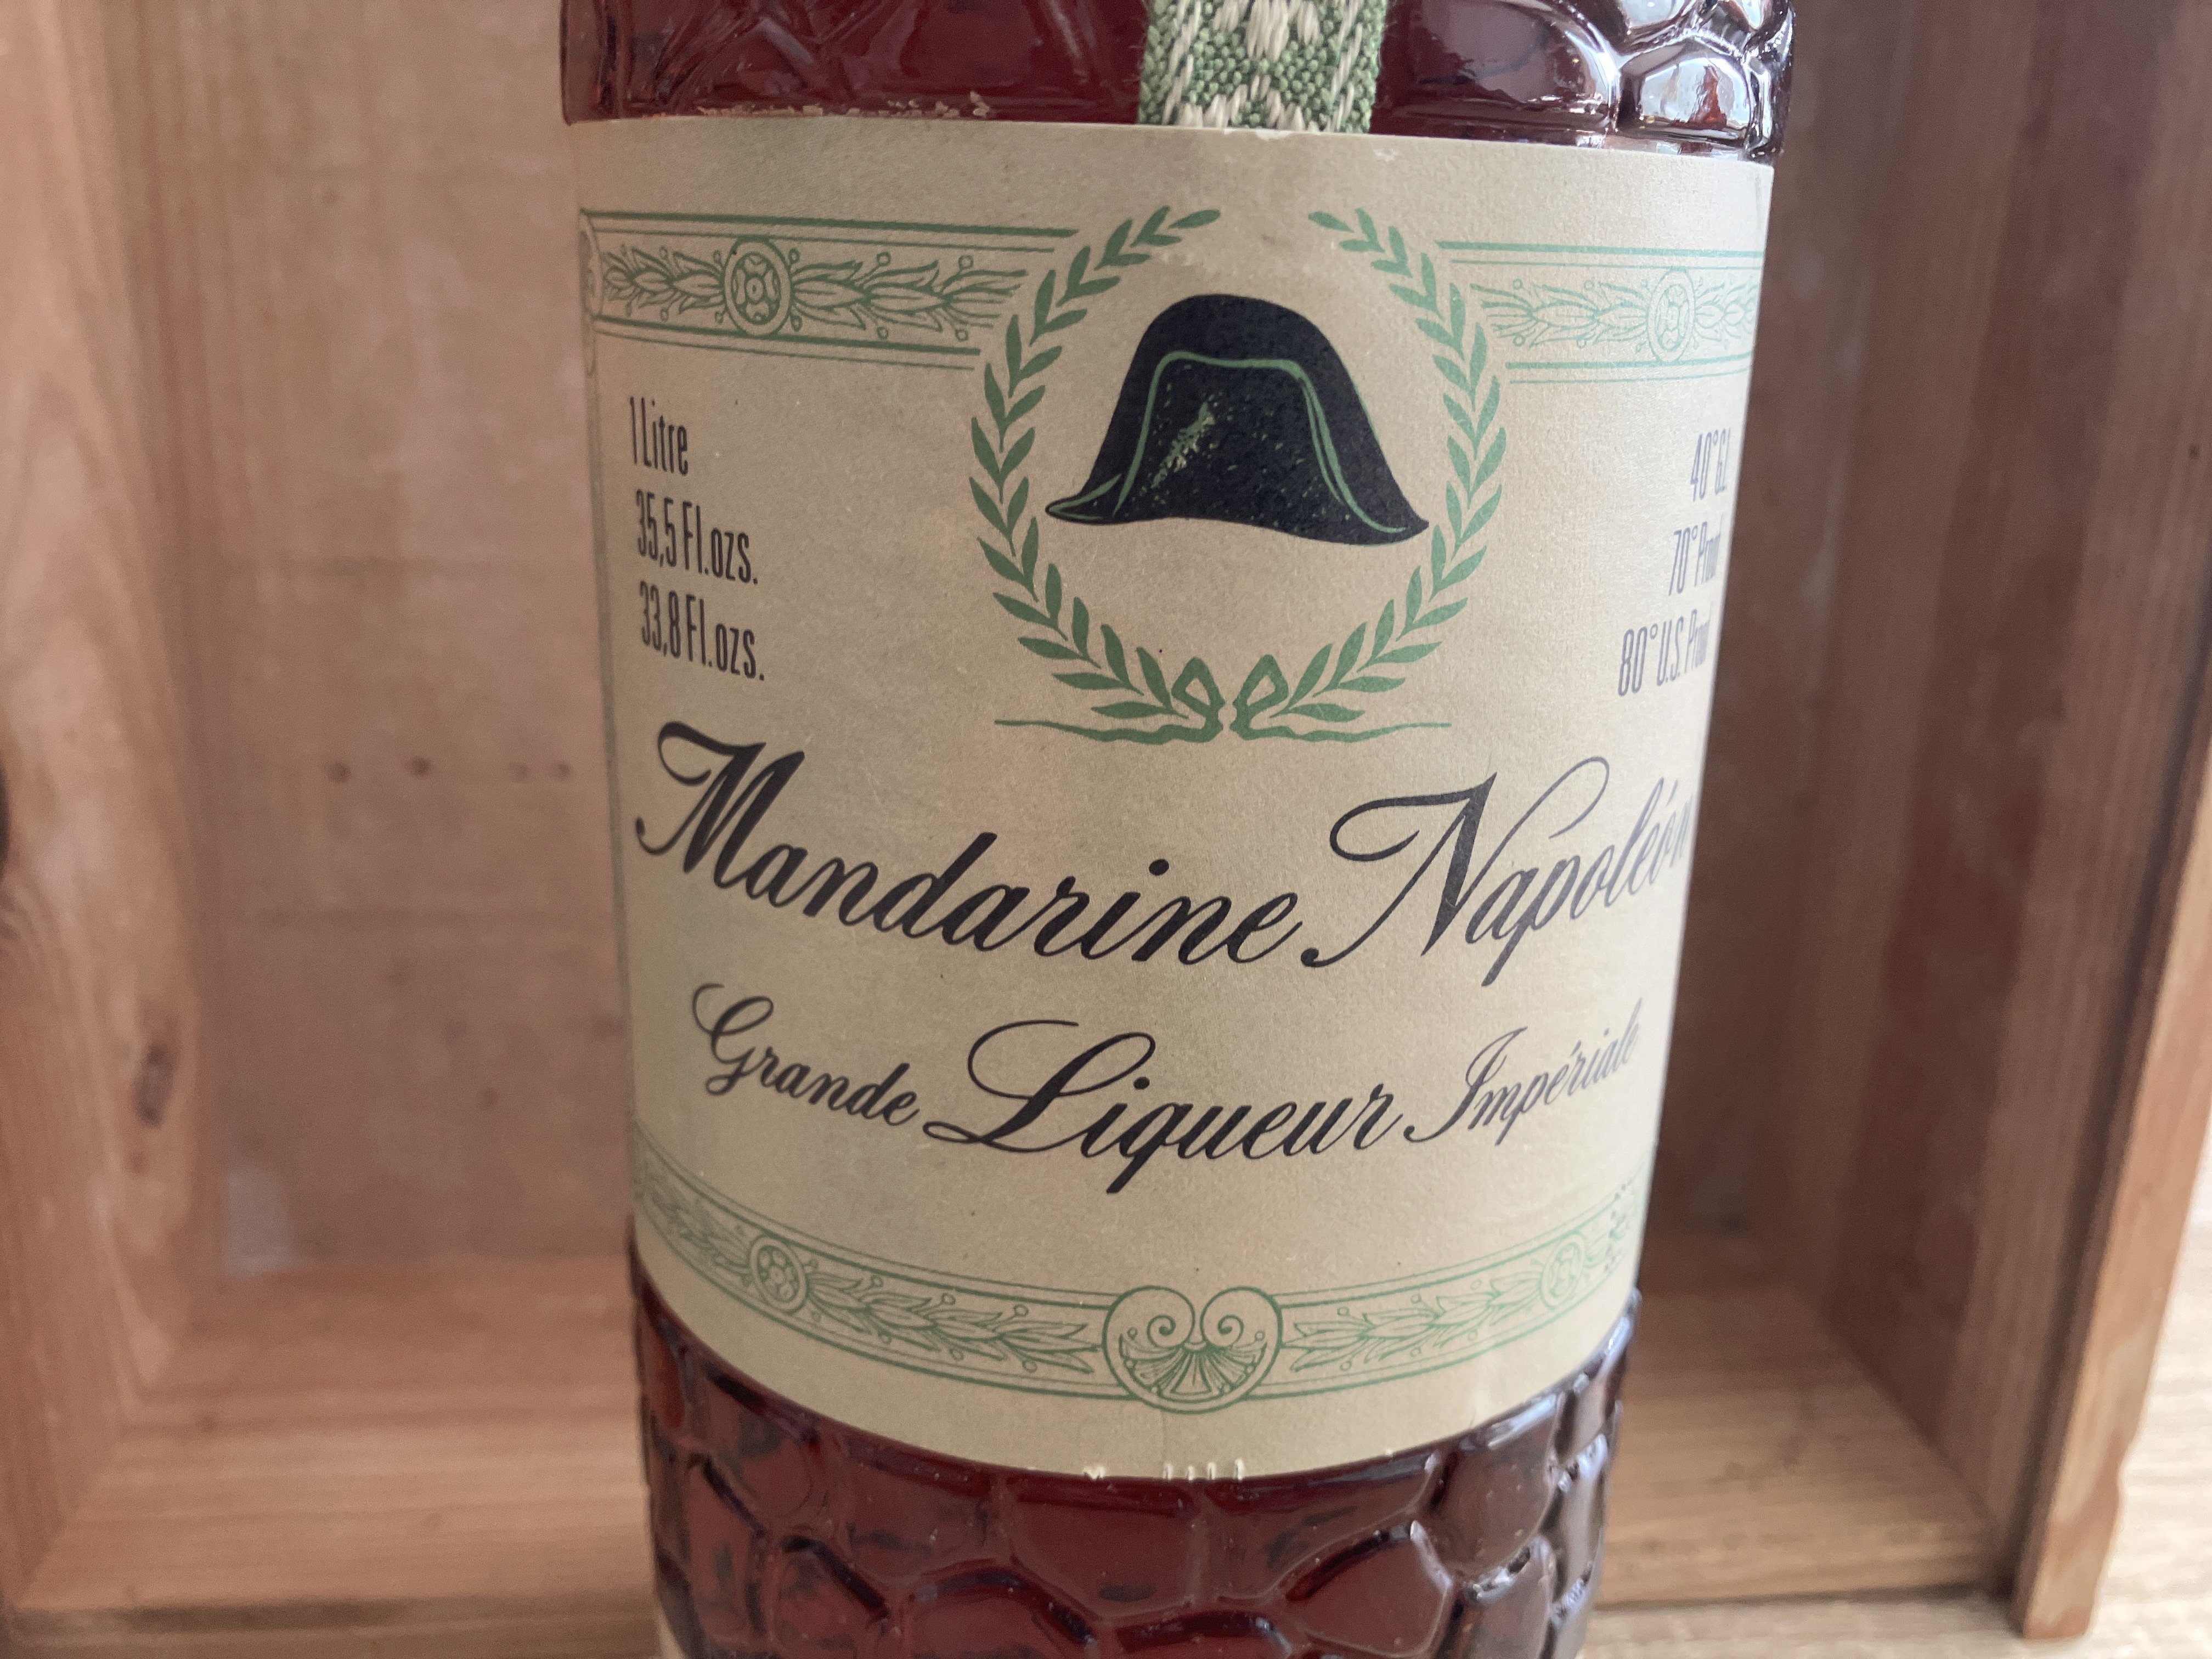 1 Litre
35,5 Fl.ozs.
33,8 Fl.ozs.
40° G.L.
70° Proof
80° U.S. Proof
Mandarine Napoléon
Grande Liqueur Impériale